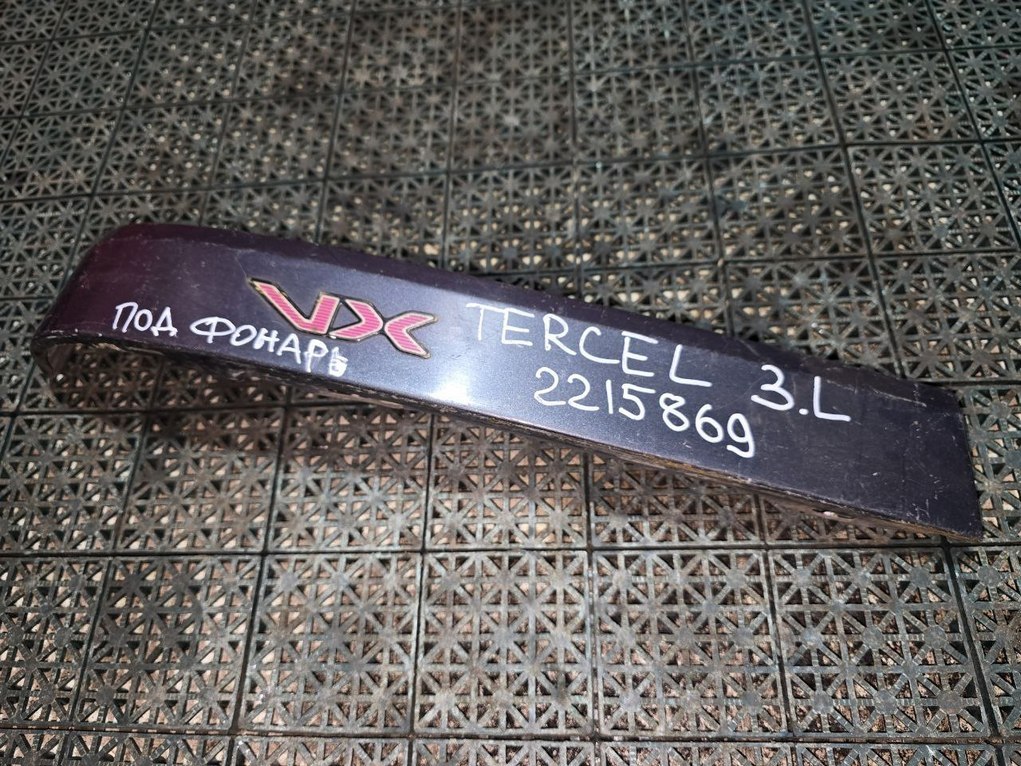 ПОД ФОНАРЬ
VX
TERCEL 3.L
2215869